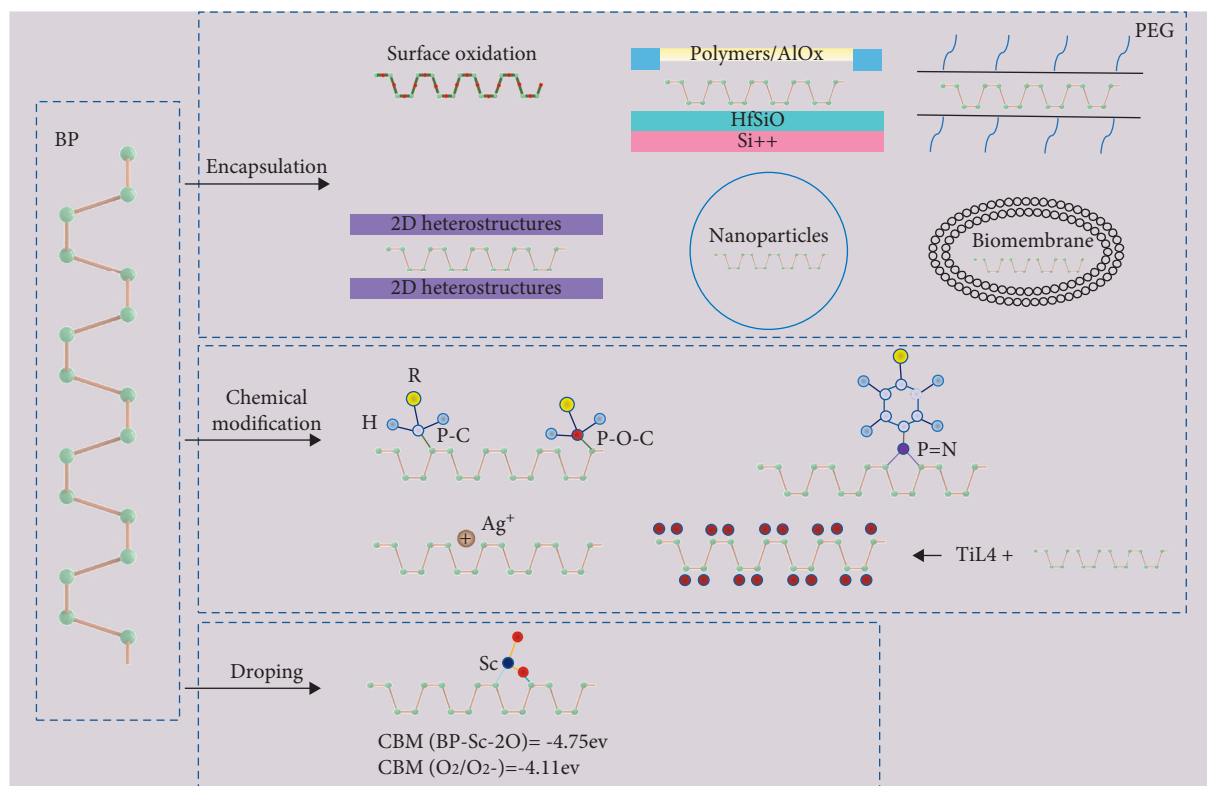 BP
Encapsulation
Surface oxidation
Polymers/AlOx
HfSiO
Si++
PEG
2D heterostructures
2D heterostructures
Nanoparticles
Biomembrane
Chemical
modification
R
H
P-C
P-O-C
P=N
Ag⁺
+
TiL4 +
Droping
Sc
CBM (BP-Sc-2O)= -4.75ev
CBM (O2/O2-)=-4.11ev